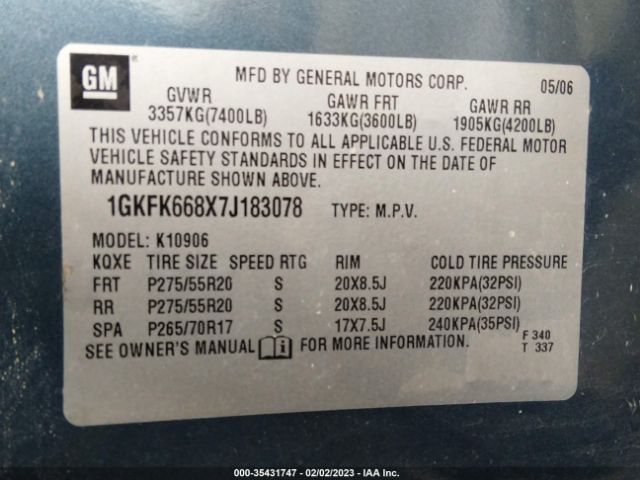 GM
MFD BY GENERAL MOTORS CORP. 05/06
GVWR GAWR FRT GAWR RR
3357KG(7400LB) 1633KG(3600LB) 1905KG(4200LB)
THIS VEHICLE CONFORMS TO ALL APPLICABLE U.S. FEDERAL MOTOR
VEHICLE SAFETY STANDARDS IN EFFECT ON THE DATE OF
MANUFACTURE SHOWN ABOVE.
1GKFK668X7J183078 TYPE: M.P.V.
MODEL: K10906
KQXE TIRE SIZE SPEED RTG RIM COLD TIRE PRESSURE
FRT P275/55R20 S 20X8.5J 220KPA(32PSI)
RR P275/55R20 S 20X8.5J 220KPA(32PSI)
SPA P265/70R17 S 17X7.5J 240KPA(35PSI)
SEE OWNER'S MANUAL i FOR MORE INFORMATION. F 340
T 337
000-35431747 - 02/02/2023 - IAA Inc.